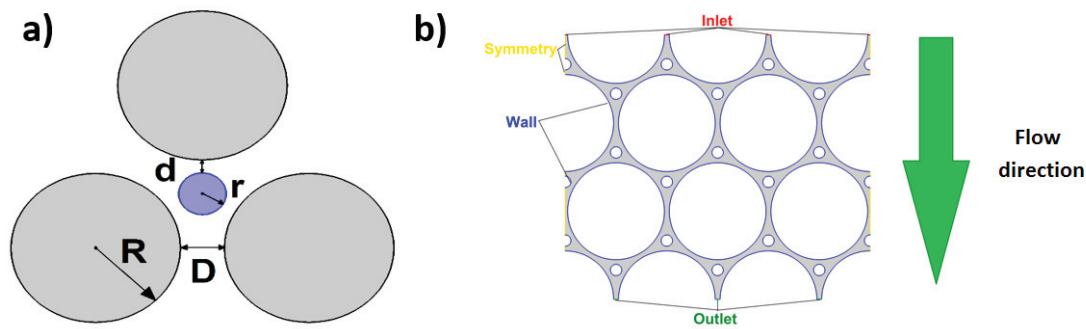 a)
d
r
R
D
b)
Inlet
Symmetry
Wall
Outlet
Flow
direction